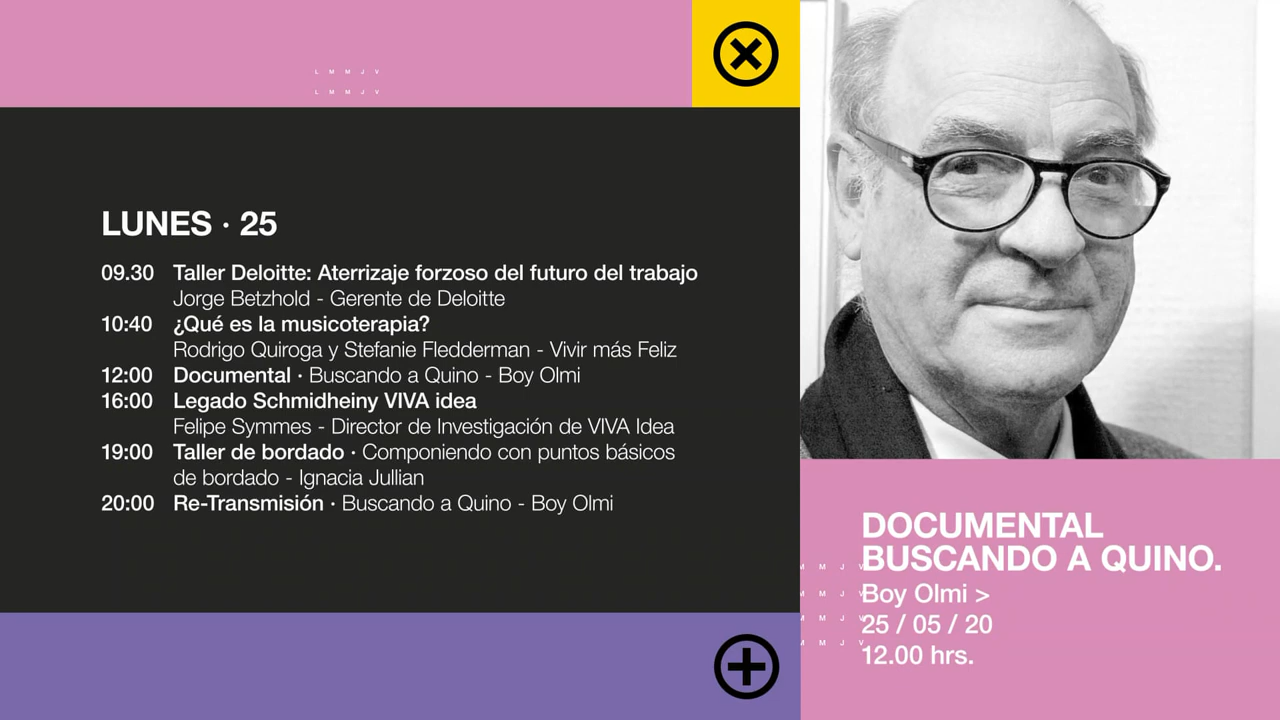 L M M J V
L M M J V
LUNES · 25
09.30 Taller Deloitte: Aterrizaje forzoso del futuro del trabajo
Jorge Betzhold - Gerente de Deloitte
10:40 ¿Qué es la musicoterapia?
Rodrigo Quiroga y Stefanie Fledderman - Vivir más Feliz
12:00 Documental · Buscando a Quino - Boy Olmi
16:00 Legado Schmidheiny VIVA idea
Felipe Symmes - Director de Investigación de VIVA Idea
19:00 Taller de bordado · Componiendo con puntos básicos
de bordado - Ignacia Jullian
20:00 Re-Transmisión · Buscando a Quino - Boy Olmi
DOCUMENTAL
BUSCANDO A QUINO.
M M J V
Boy Olmi >
M M J V
25 / 05 / 20
M M J V
12.00 hrs.
M M J V